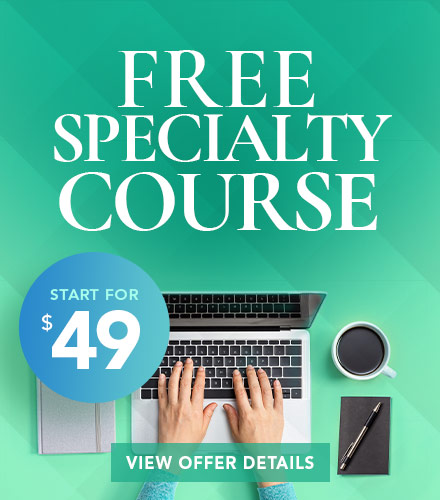 FREE
SPECIALTY
COURSE
START FOR
$49
VIEW OFFER DETAILS